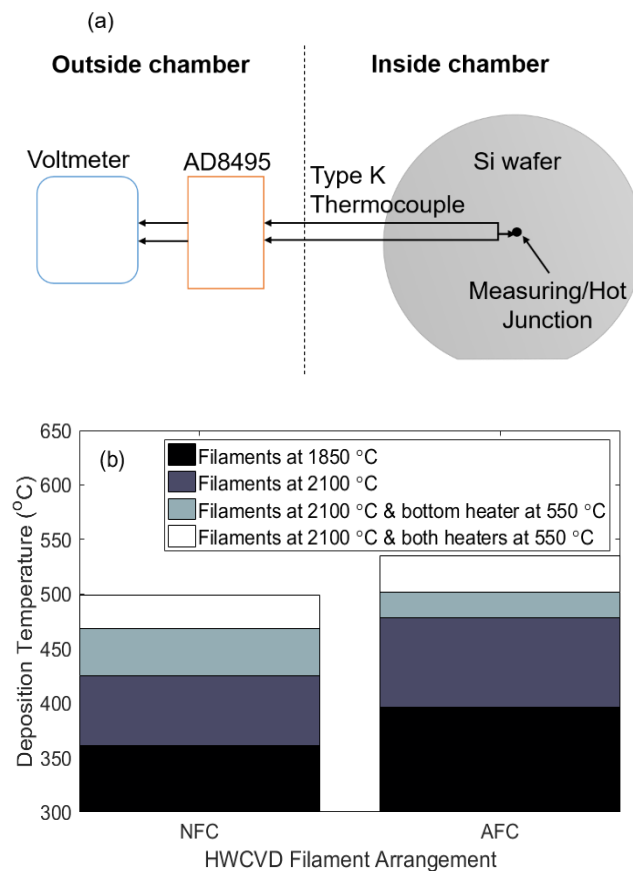 (a)
Outside chamber
Inside chamber
Voltmeter
AD8495
Type K
Thermocouple
Si wafer
Measuring/Hot
Junction
(b)
Filaments at 1850 °C
Filaments at 2100 °C
Filaments at 2100 °C & bottom heater at 550 °C
Filaments at 2100 °C & both heaters at 550 °C
Deposition Temperature (°C)
650
600
550
500
450
400
350
300
NFC
AFC
HWCVD Filament Arrangement